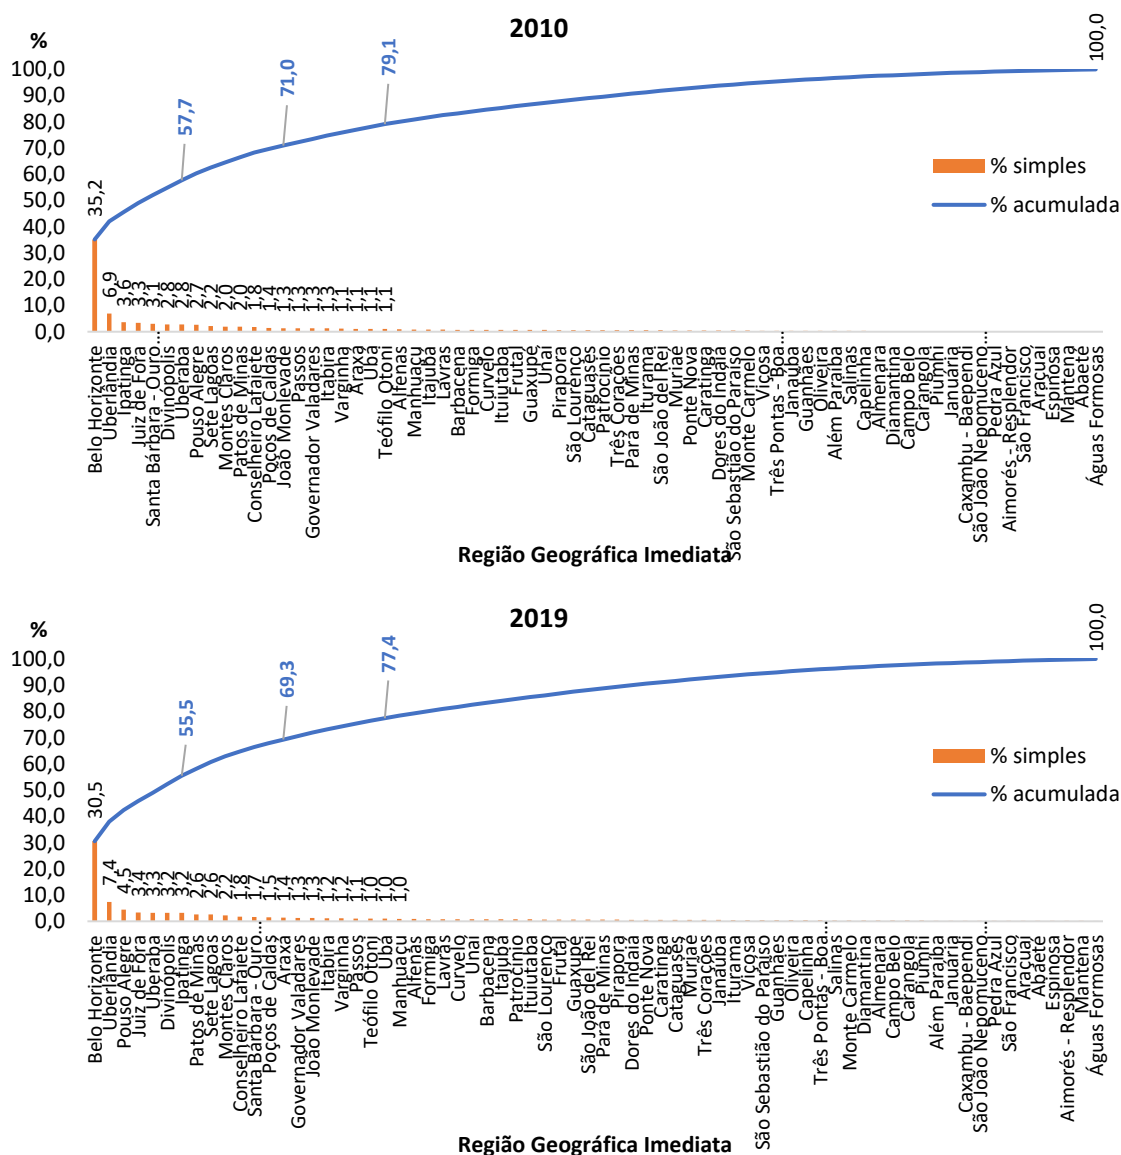 2010
%
100,0
90,0
80,0
70,0
60,0
50,0
40,0
30,0
20,0
10,0
0,0
35,2
6,9
3,6
3,3
3,1
2,8
2,8
2,7
2,2
2,0
2,0
1,8
1,4
1,3
1,3
1,3
1,3
1,1
1,1
1,1
1,1
57,7
71,0
79,1
100,0
% simples
% acumulada
Belo Horizonte
Uberlândia
Ipatinga
Juiz de Fora
Santa Bárbara - Ouro…
Divinópolis
Uberaba
Pouso Alegre
Sete Lagoas
Montes Claros
Patos de Minas
Conselheiro Lafaiete
Poços de Caldas
João Monlevade
Passos
Governador Valadares
Itabira
Varginha
Araxá
Ubá
Teófilo Otoni
Alfenas
Manhuaçu
Itajubá
Lavras
Barbacena
Formiga
Curvelo
Ituiutaba
Frutal
Guaxupé
Unaí
Pirapora
São Lourenço
Cataguases
Patrocínio
Três Corações
Pará de Minas
Iturama
São João del Rei
Muriaé
Ponte Nova
Caratinga
Dores do Indaiá
São Sebastião do Paraíso
Monte Carmelo
Viçosa
Três Pontas - Boa…
Janaúba
Guanhães
Oliveira
Além Paraíba
Salinas
Capelinha
Almenara
Diamantina
Campo Belo
Carangola
Piumhi
Januária
Caxambu - Baependi
São João Nepomuceno…
Pedra Azul
Aimorés - Resplendor
São Francisco
Araçuaí
Espinosa
Mantena
Abaeté
Águas Formosas
Região Geográfica Imediata
2019
%
100,0
90,0
80,0
70,0
60,0
50,0
40,0
30,0
20,0
10,0
0,0
30,5
7,4
4,5
3,4
3,3
3,2
3,2
2,6
2,6
2,2
1,8
1,7
1,5
1,4
1,3
1,3
1,2
1,2
1,1
1,0
1,0
1,0
55,5
69,3
77,4
100,0
% simples
% acumulada
Belo Horizonte
Uberlândia
Pouso Alegre
Juiz de Fora
Uberaba
Divinópolis
Ipatinga
Patos de Minas
Sete Lagoas
Montes Claros
Conselheiro Lafaiete
Santa Bárbara - Ouro…
Poços de Caldas
Araxá
Governador Valadares
João Monlevade
Itabira
Varginha
Passos
Teófilo Otoni
Ubá
Manhuaçu
Alfenas
Formiga
Lavras
Curvelo
Unaí
Barbacena
Itajubá
Patrocínio
Ituiutaba
São Lourenço
Frutal
Guaxupé
São João del Rei
Pará de Minas
Pirapora
Dores do Indaiá
Ponte Nova
Caratinga
Cataguases
Muriaé
Três Corações
Janaúba
Iturama
Viçosa
São Sebastião do Paraíso
Guanhães
Oliveira
Capelinha
Três Pontas - Boa…
Salinas
Monte Carmelo
Diamantina
Almenara
Campo Belo
Carangola
Piumhi
Além Paraíba
Januária
Caxambu - Baependi
São João Nepomuceno…
Pedra Azul
São Francisco
Araçuaí
Abaeté
Espinosa
Aimorés - Resplendor
Mantena
Águas Formosas
Região Geográfica Imediata